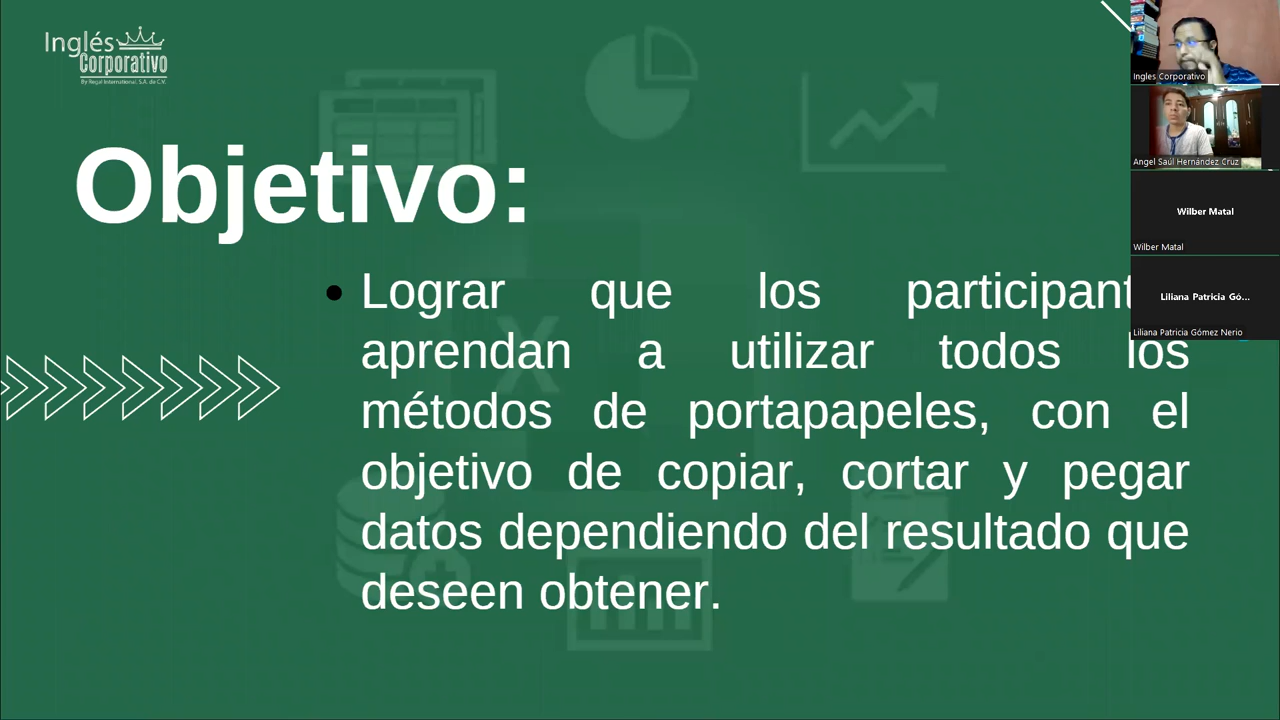 Inglés
Corporativo
By Regal International, S.A. de C.V.
Objetivo:
Lograr que los participant
aprendan a utilizar todos los
métodos de portapapeles, con el
objetivo de copiar, cortar y pegar
datos dependiendo del resultado que
deseen obtener.
Ingles Corporativo
Angel Saúl Hernández Cruz
Wilber Matal
Wilber Matal
Liliana Patricia Gó...
Liliana Patricia Gómez Nerio